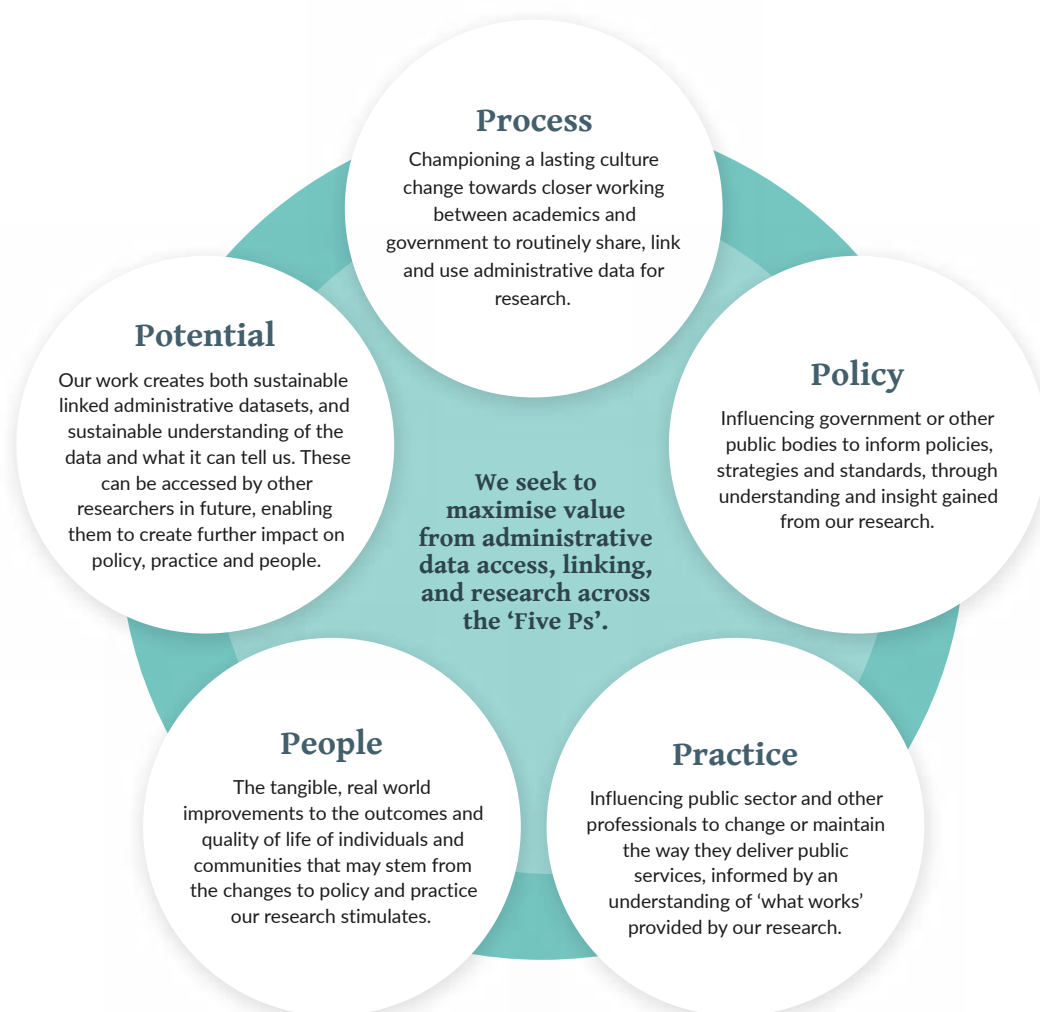 Process
Championing a lasting culture
change towards closer working
between academics and
government to routinely share, link
and use administrative data for
research.
Policy
Influencing government or other
public bodies to inform policies,
strategies and standards, through
understanding and insight gained
from our research.
Practice
Influencing public sector and other
professionals to change or maintain
the way they deliver public
services, informed by an
understanding of ‘what works’
provided by our research.
People
The tangible, real world
improvements to the outcomes and
quality of life of individuals and
communities that may stem from
the changes to policy and practice
our research stimulates.
Potential
Our work creates both sustainable
linked administrative datasets, and
sustainable understanding of the
data and what it can tell us. These
can be accessed by other
researchers in future, enabling
them to create further impact on
policy, practice and people.
We seek to
maximise value
from administrative
data access, linking,
and research across
the ‘Five Ps’.